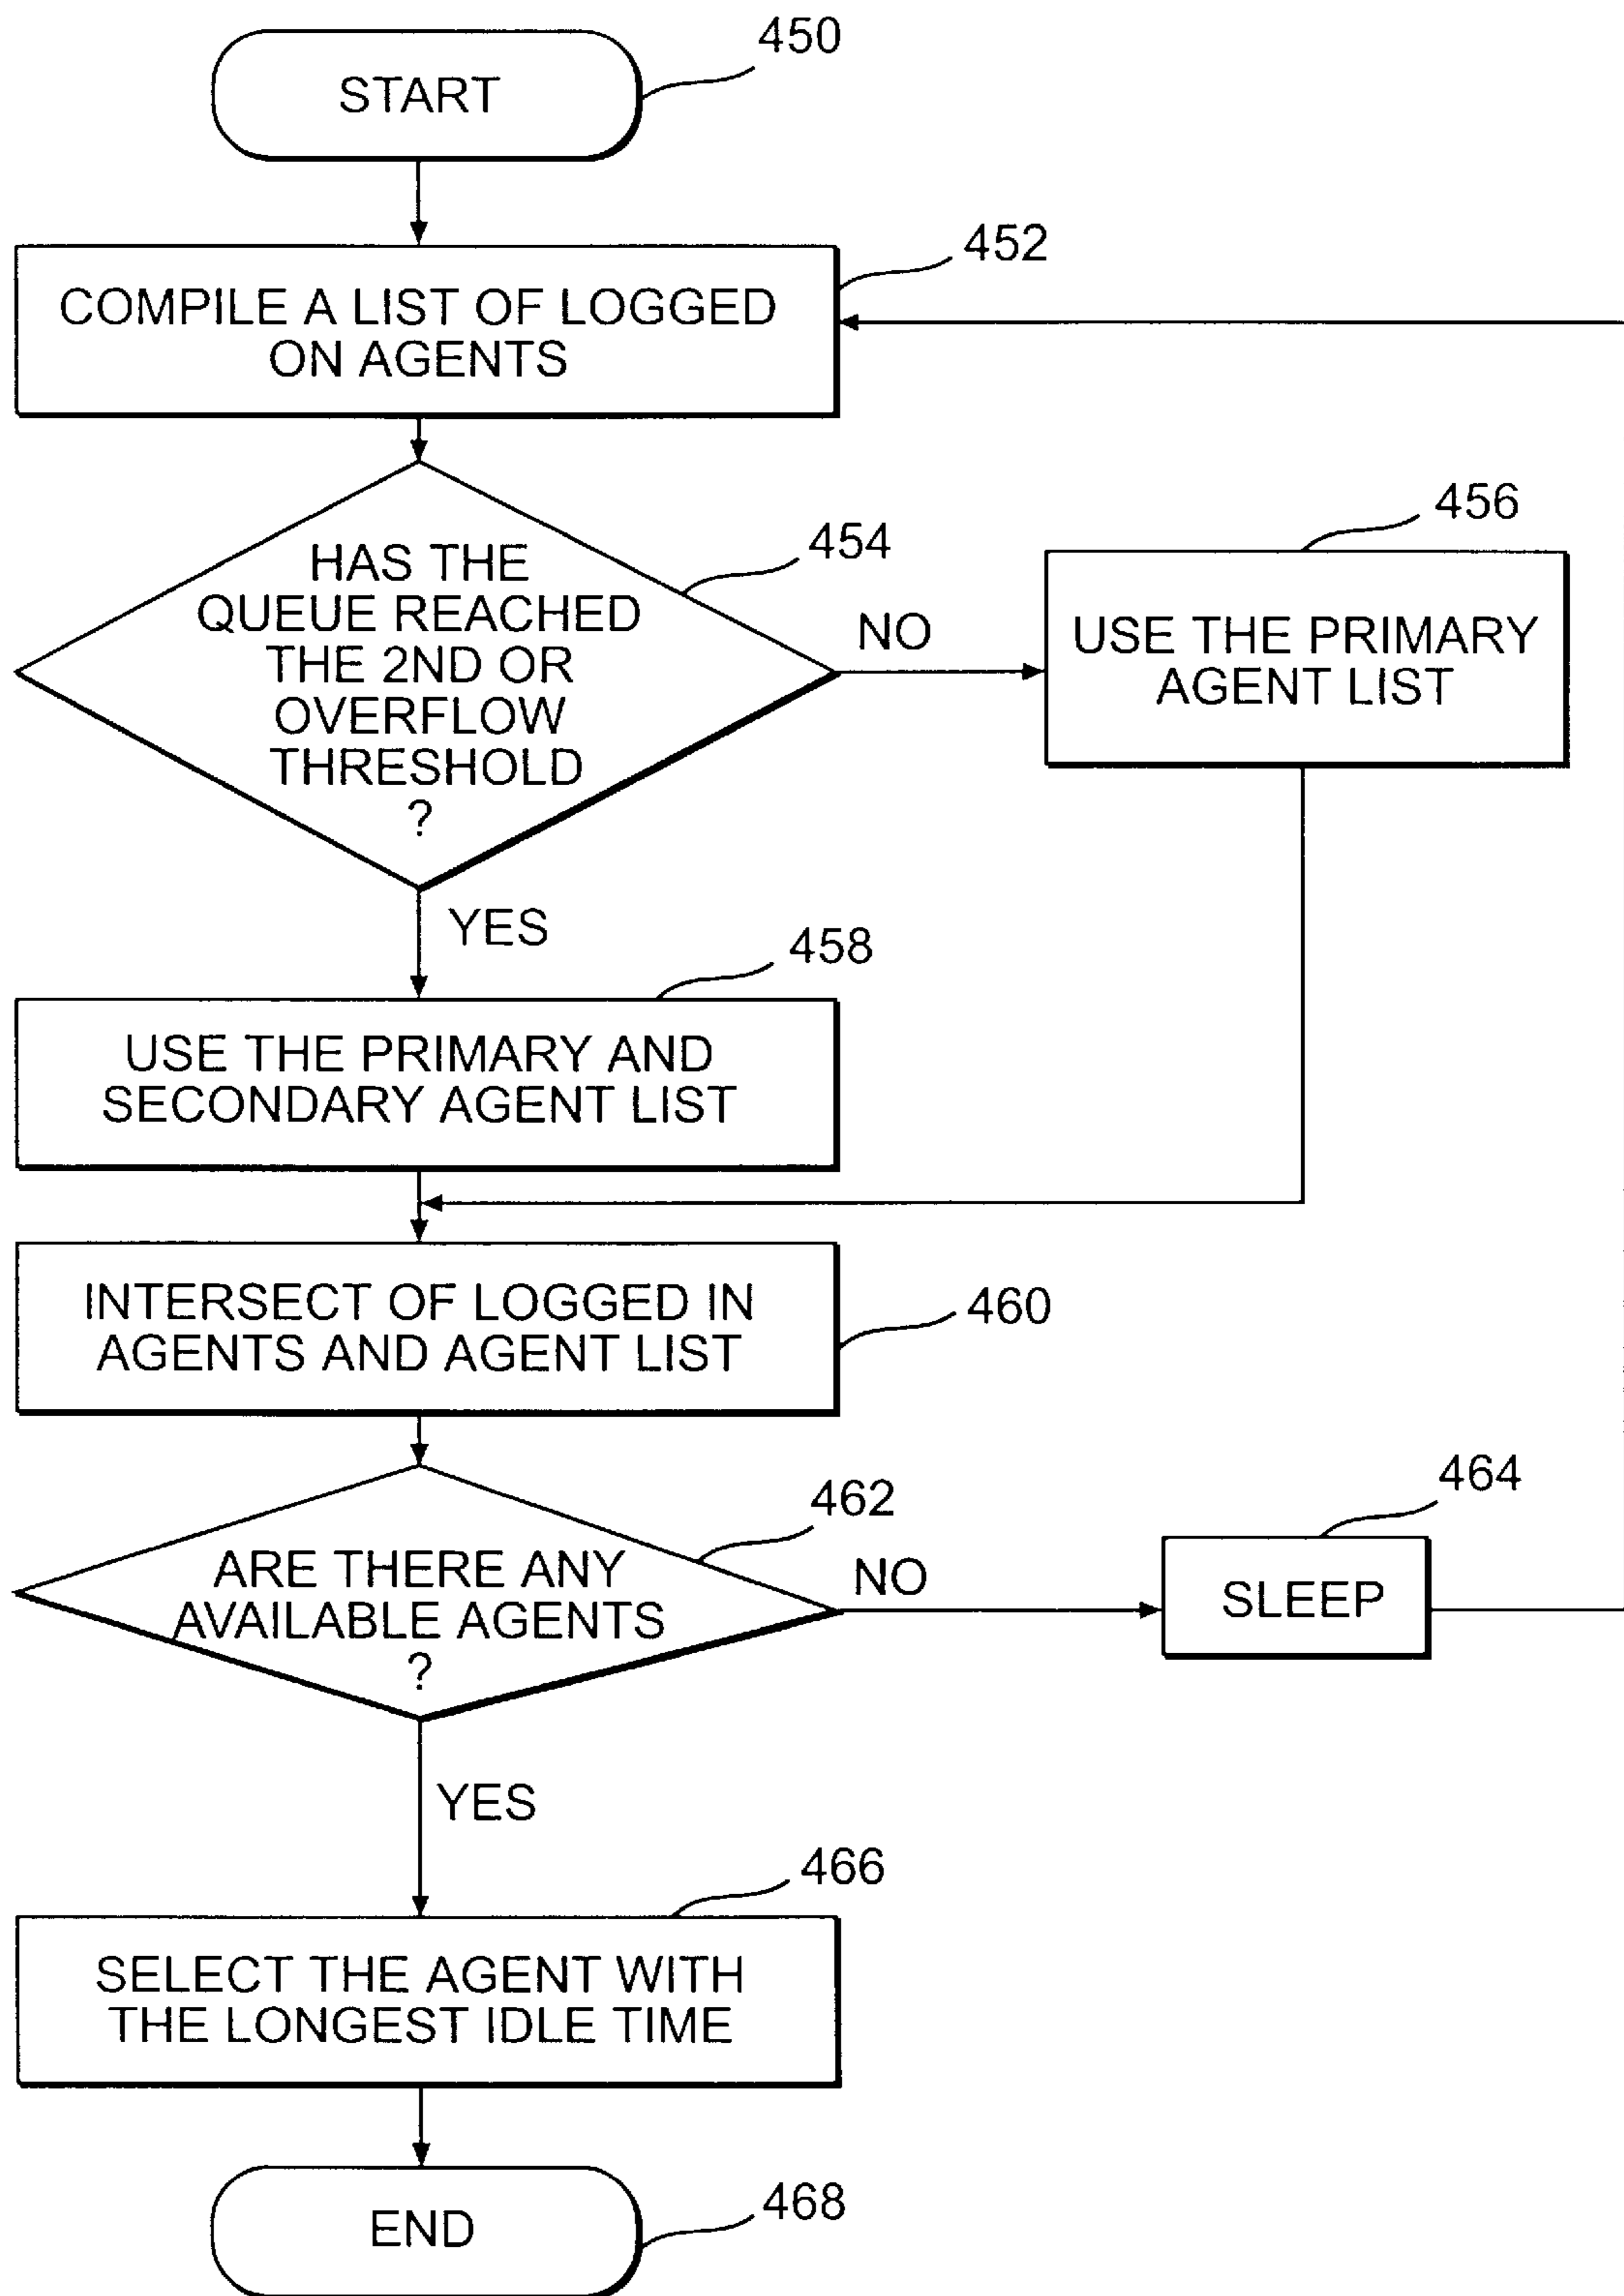 450
START
452
COMPILE A LIST OF LOGGED
ON AGENTS
454
HAS THE
QUEUE REACHED
THE 2ND OR
OVERFLOW
THRESHOLD
?
NO
456
USE THE PRIMARY
AGENT LIST
YES
458
USE THE PRIMARY AND
SECONDARY AGENT LIST
460
INTERSECT OF LOGGED IN
AGENTS AND AGENT LIST
462
ARE THERE ANY
AVAILABLE AGENTS
?
NO
464
SLEEP
YES
466
SELECT THE AGENT WITH
THE LONGEST IDLE TIME
END
468